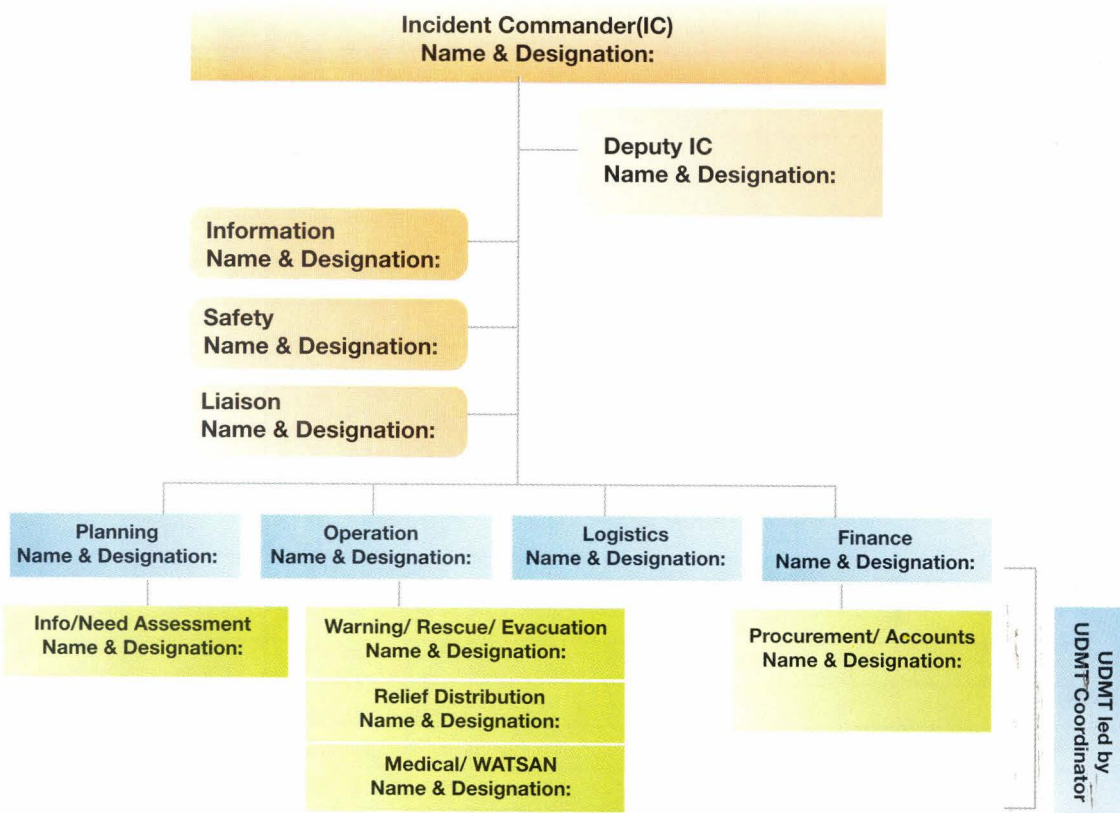 Incident Commander(IC)
Name & Designation:
Deputy IC
Name & Designation:
Information
Name & Designation:
Safety
Name & Designation:
Liaison
Name & Designation:
Planning
Name & Designation:
Operation
Name & Designation:
Logistics
Name & Designation:
Finance
Name & Designation:
Info/Need Assessment
Name & Designation:
Warning/ Rescue/ Evacuation
Name & Designation:
Relief Distribution
Name & Designation:
Medical/ WATSAN
Name & Designation:
Procurement/ Accounts
Name & Designation:
UDMT led by
UDMT Coordinator